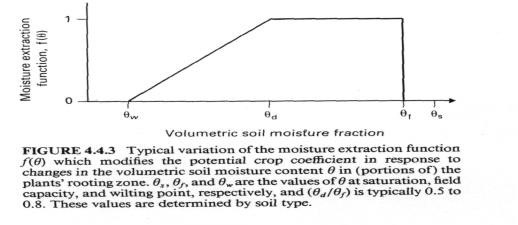 Moisture extraction
function, f(θ)
1
0
θw
θd
θf
θs
Volumetric soil moisture fraction
FIGURE 4.4.3 Typical variation of the moisture extraction function
f(θ) which modifies the potential crop coefficient in response to
changes in the volumetric soil moisture content θ in (portions of) the
plants' rooting zone. θs, θf, and θw are the values of θ at saturation, field
capacity, and wilting point, respectively, and (θd/θf) is typically 0.5 to
0.8. These values are determined by soil type.